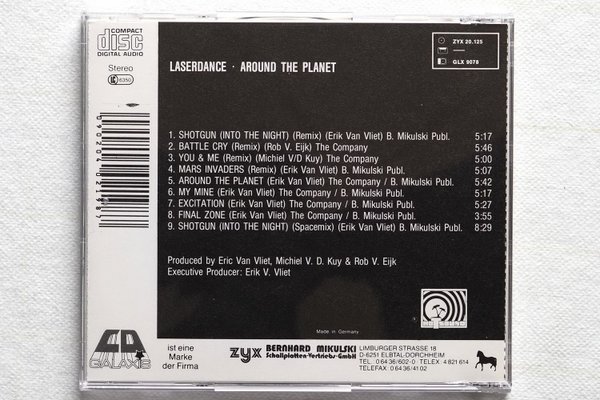 COMPACT
disc
DIGITAL AUDIO
Stereo
LC 6350
ZYX 20.125
GLX 9078
LASERDANCE · AROUND THE PLANET
1. SHOTGUN (INTO THE NIGHT) (Remix) (Erik Van Vliet) B. Mikulski Publ. 5:17
2. BATTLE CRY (Remix) (Rob V. Eijk) The Company 5:46
3. YOU & ME (Remix) (Michiel V/D Kuy) The Company 5:00
4. MARS INVADERS (Remix) (Erik Van Vliet) B. Mikulski Publ. 5:07
5. AROUND THE PLANET (Erik Van Vliet) The Company / B. Mikulski Publ. 5:42
6. MY MINE (Erik Van Vliet) The Company / B. Mikulski Publ. 5:17
7. EXCITATION (Erik Van Vliet) The Company / B. Mikulski Publ. 5:27
8. FINAL ZONE (Erik Van Vliet) The Company / B. Mikulski Publ. 3:55
9. SHOTGUN (INTO THE NIGHT) (Spacemix) (Erik Van Vliet) B. Mikulski Publ. 8:29
Produced by Eric Van Vliet, Michiel V. D. Kuy & Rob V. Eijk
Executive Producer: Erik V. Vliet
Made in Germany
CD
GALAXIS
ist eine
Marke
der Firma
zyx
BERNHARD MIKULSKI
Schallplatten-Vertriebs-GmbH
LIMBURGER STRASSE 18
D-6251 ELBTAL-DORCHHEIM
TEL. 0 64 36/602-0 · TELEX. 4 821 614
TELEFAX 0 64 36/41 02